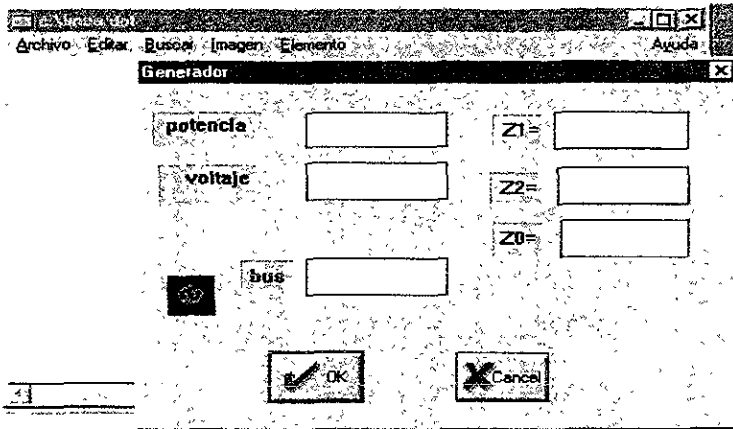 Archivo Editar Buscar Imagen Elemento Ayuda
Generador
potencia
Z1=
voltaje
Z2=
Z0=
bus
OK
Cancel